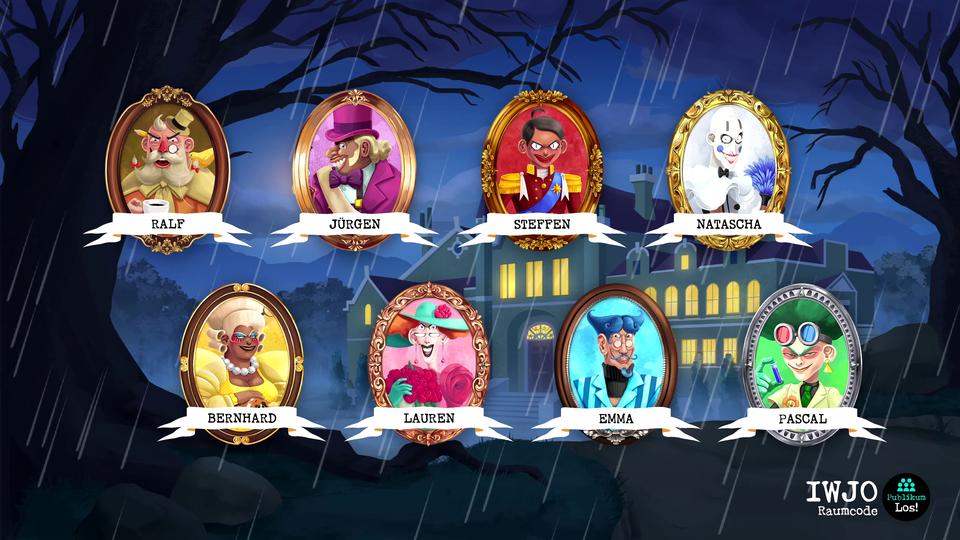 RALF
JÜRGEN
STEFFEN
NATASCHA
BERNHARD
LAUREN
EMMA
PASCAL
IWJO
Raumcode
Publikum
Los!